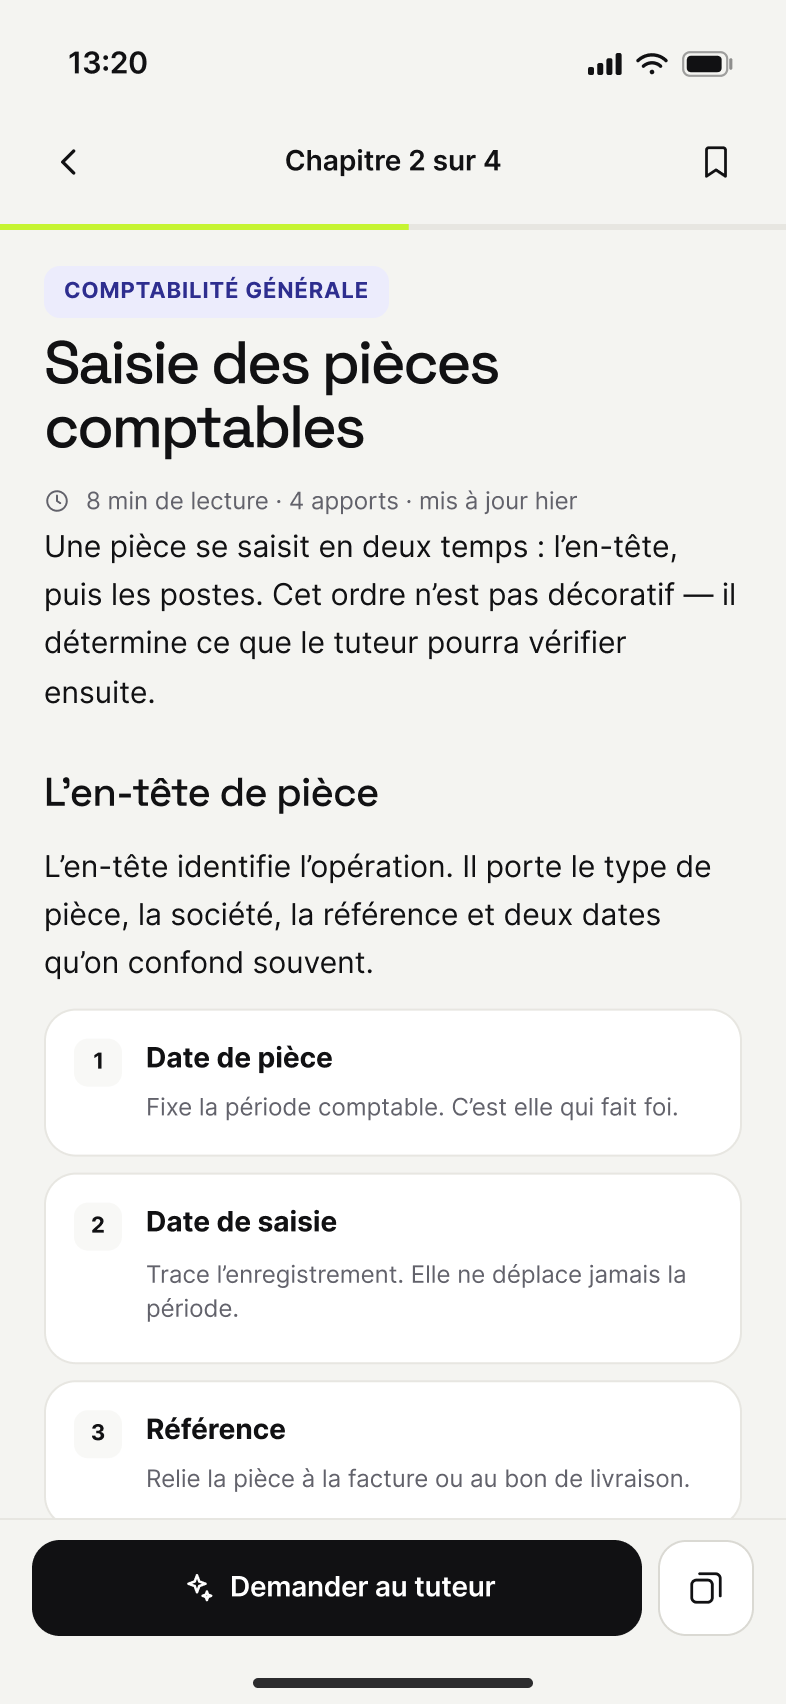 13:20
Chapitre 2 sur 4
COMPTABILITÉ GÉNÉRALE
Saisie des pièces
comptables
8 min de lecture · 4 apports · mis à jour hier
Une pièce se saisit en deux temps : l’en-tête,
puis les postes. Cet ordre n’est pas décoratif — il
détermine ce que le tuteur pourra vérifier
ensuite.
L’en-tête de pièce
L’en-tête identifie l’opération. Il porte le type de
pièce, la société, la référence et deux dates
qu’on confond souvent.
1 Date de pièce
Fixe la période comptable. C’est elle qui fait foi.
2 Date de saisie
Trace l’enregistrement. Elle ne déplace jamais la
période.
3 Référence
Relie la pièce à la facture ou au bon de livraison.
Demander au tuteur